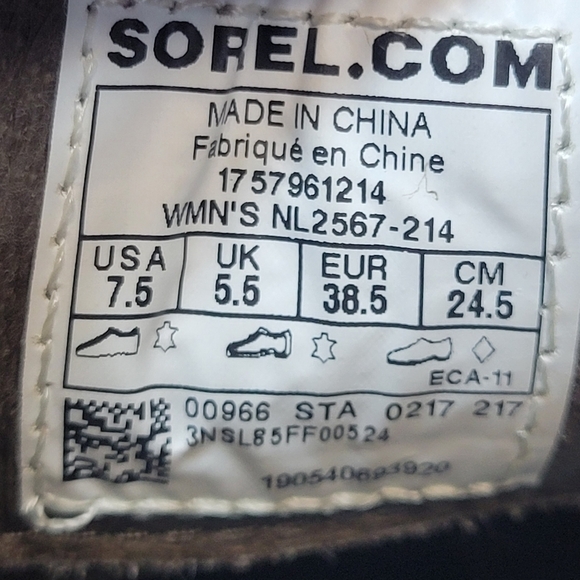 SOREL.COM
MADE IN CHINA
Fabriqué en Chine
1757961214
WMN'S NL2567-214
USA UK EUR CM
7.5 5.5 38.5 24.5
ECA-11
00966 STA 0217 217
3NSL85FF00524